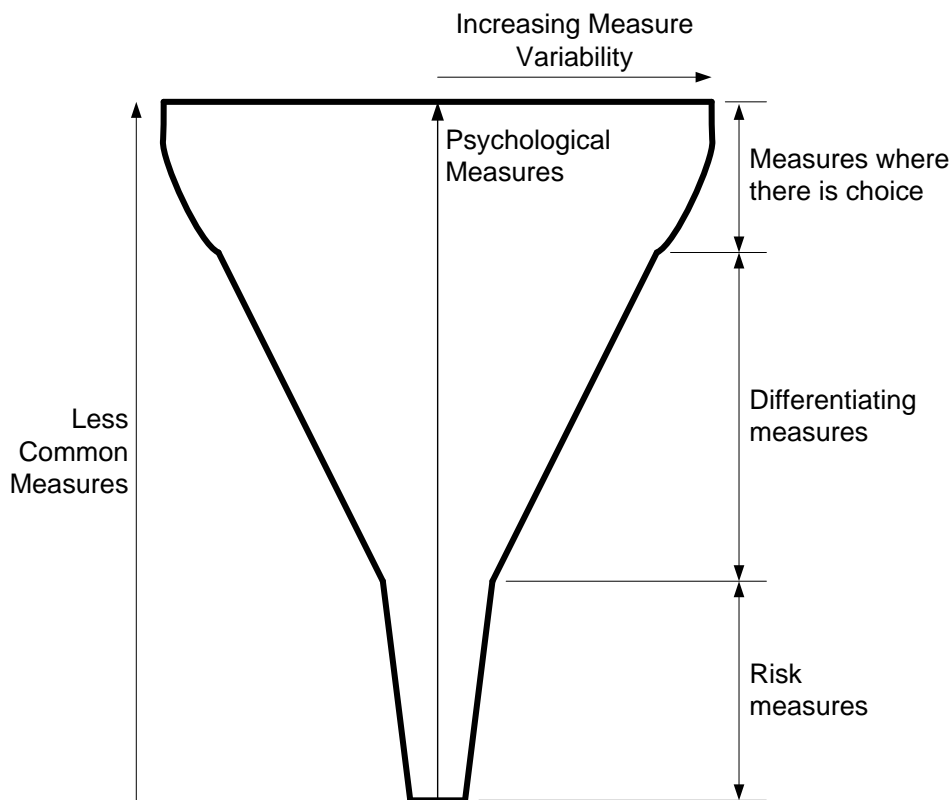 Increasing Measure
Variability
Psychological
Measures
Measures where
there is choice
Less
Common
Measures
Differentiating
measures
Risk
measures